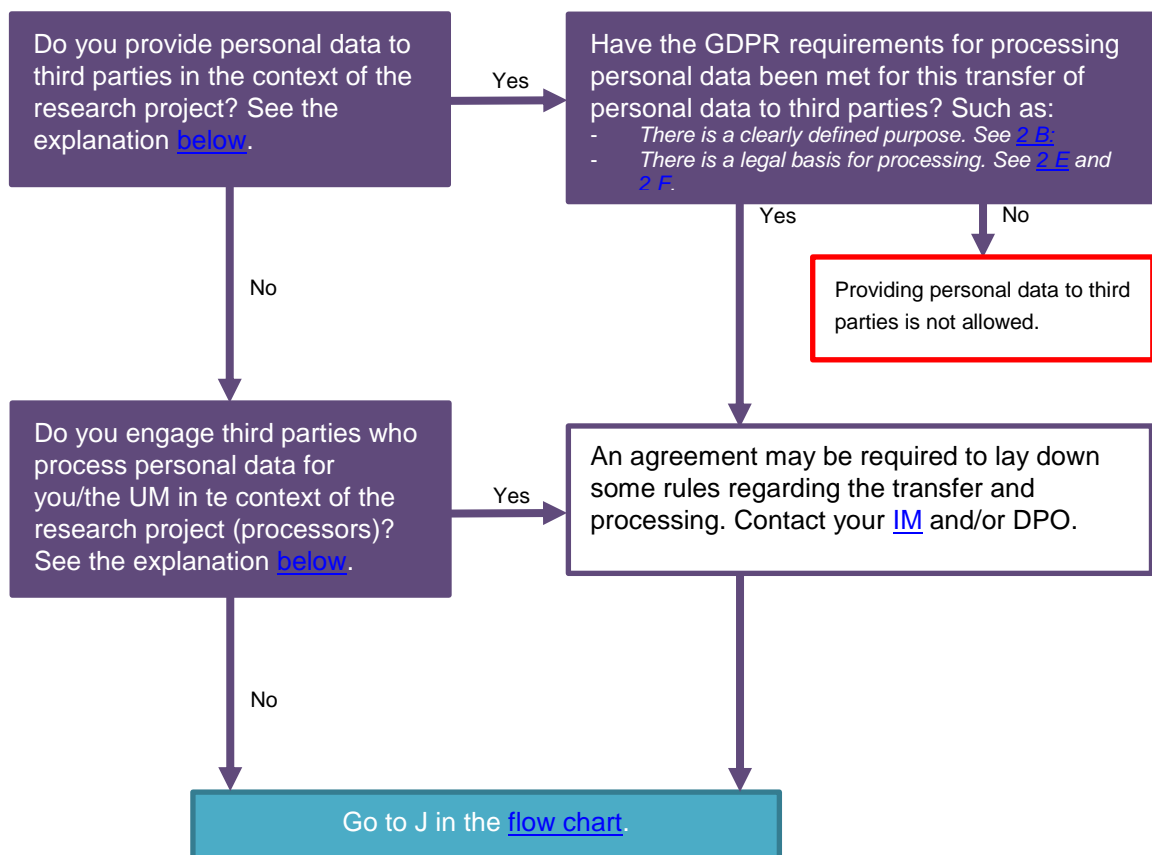 Do you provide personal data to
third parties in the context of the
research project? See the
explanation below.
Yes
Have the GDPR requirements for processing
personal data been met for this transfer of
personal data to third parties? Such as:
- There is a clearly defined purpose. See 2 B:
- There is a legal basis for processing. See 2 E and
2 F.
Yes
No
Providing personal data to third
parties is not allowed.
No
Do you engage third parties who
process personal data for
you/the UM in te context of the
research project (processors)?
See the explanation below.
Yes
An agreement may be required to lay down
some rules regarding the transfer and
processing. Contact your IM and/or DPO.
No
Go to J in the flow chart.